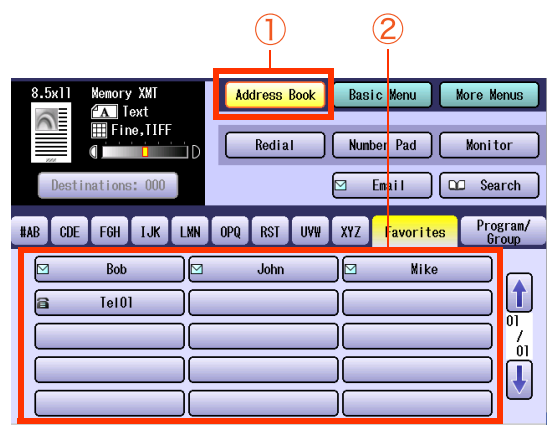 ① ②
8.5x11 Memory XMT Address Book Basic Menu More Menus
A Text
Fine,TIFF
D Redial Number Pad Monitor
Destinations: 000 Email Search
#AB CDE FGH IJK LMN OPQ RST UVW XYZ Favorites Program/
Group
Bob John Mike
Tel01
01
/
01